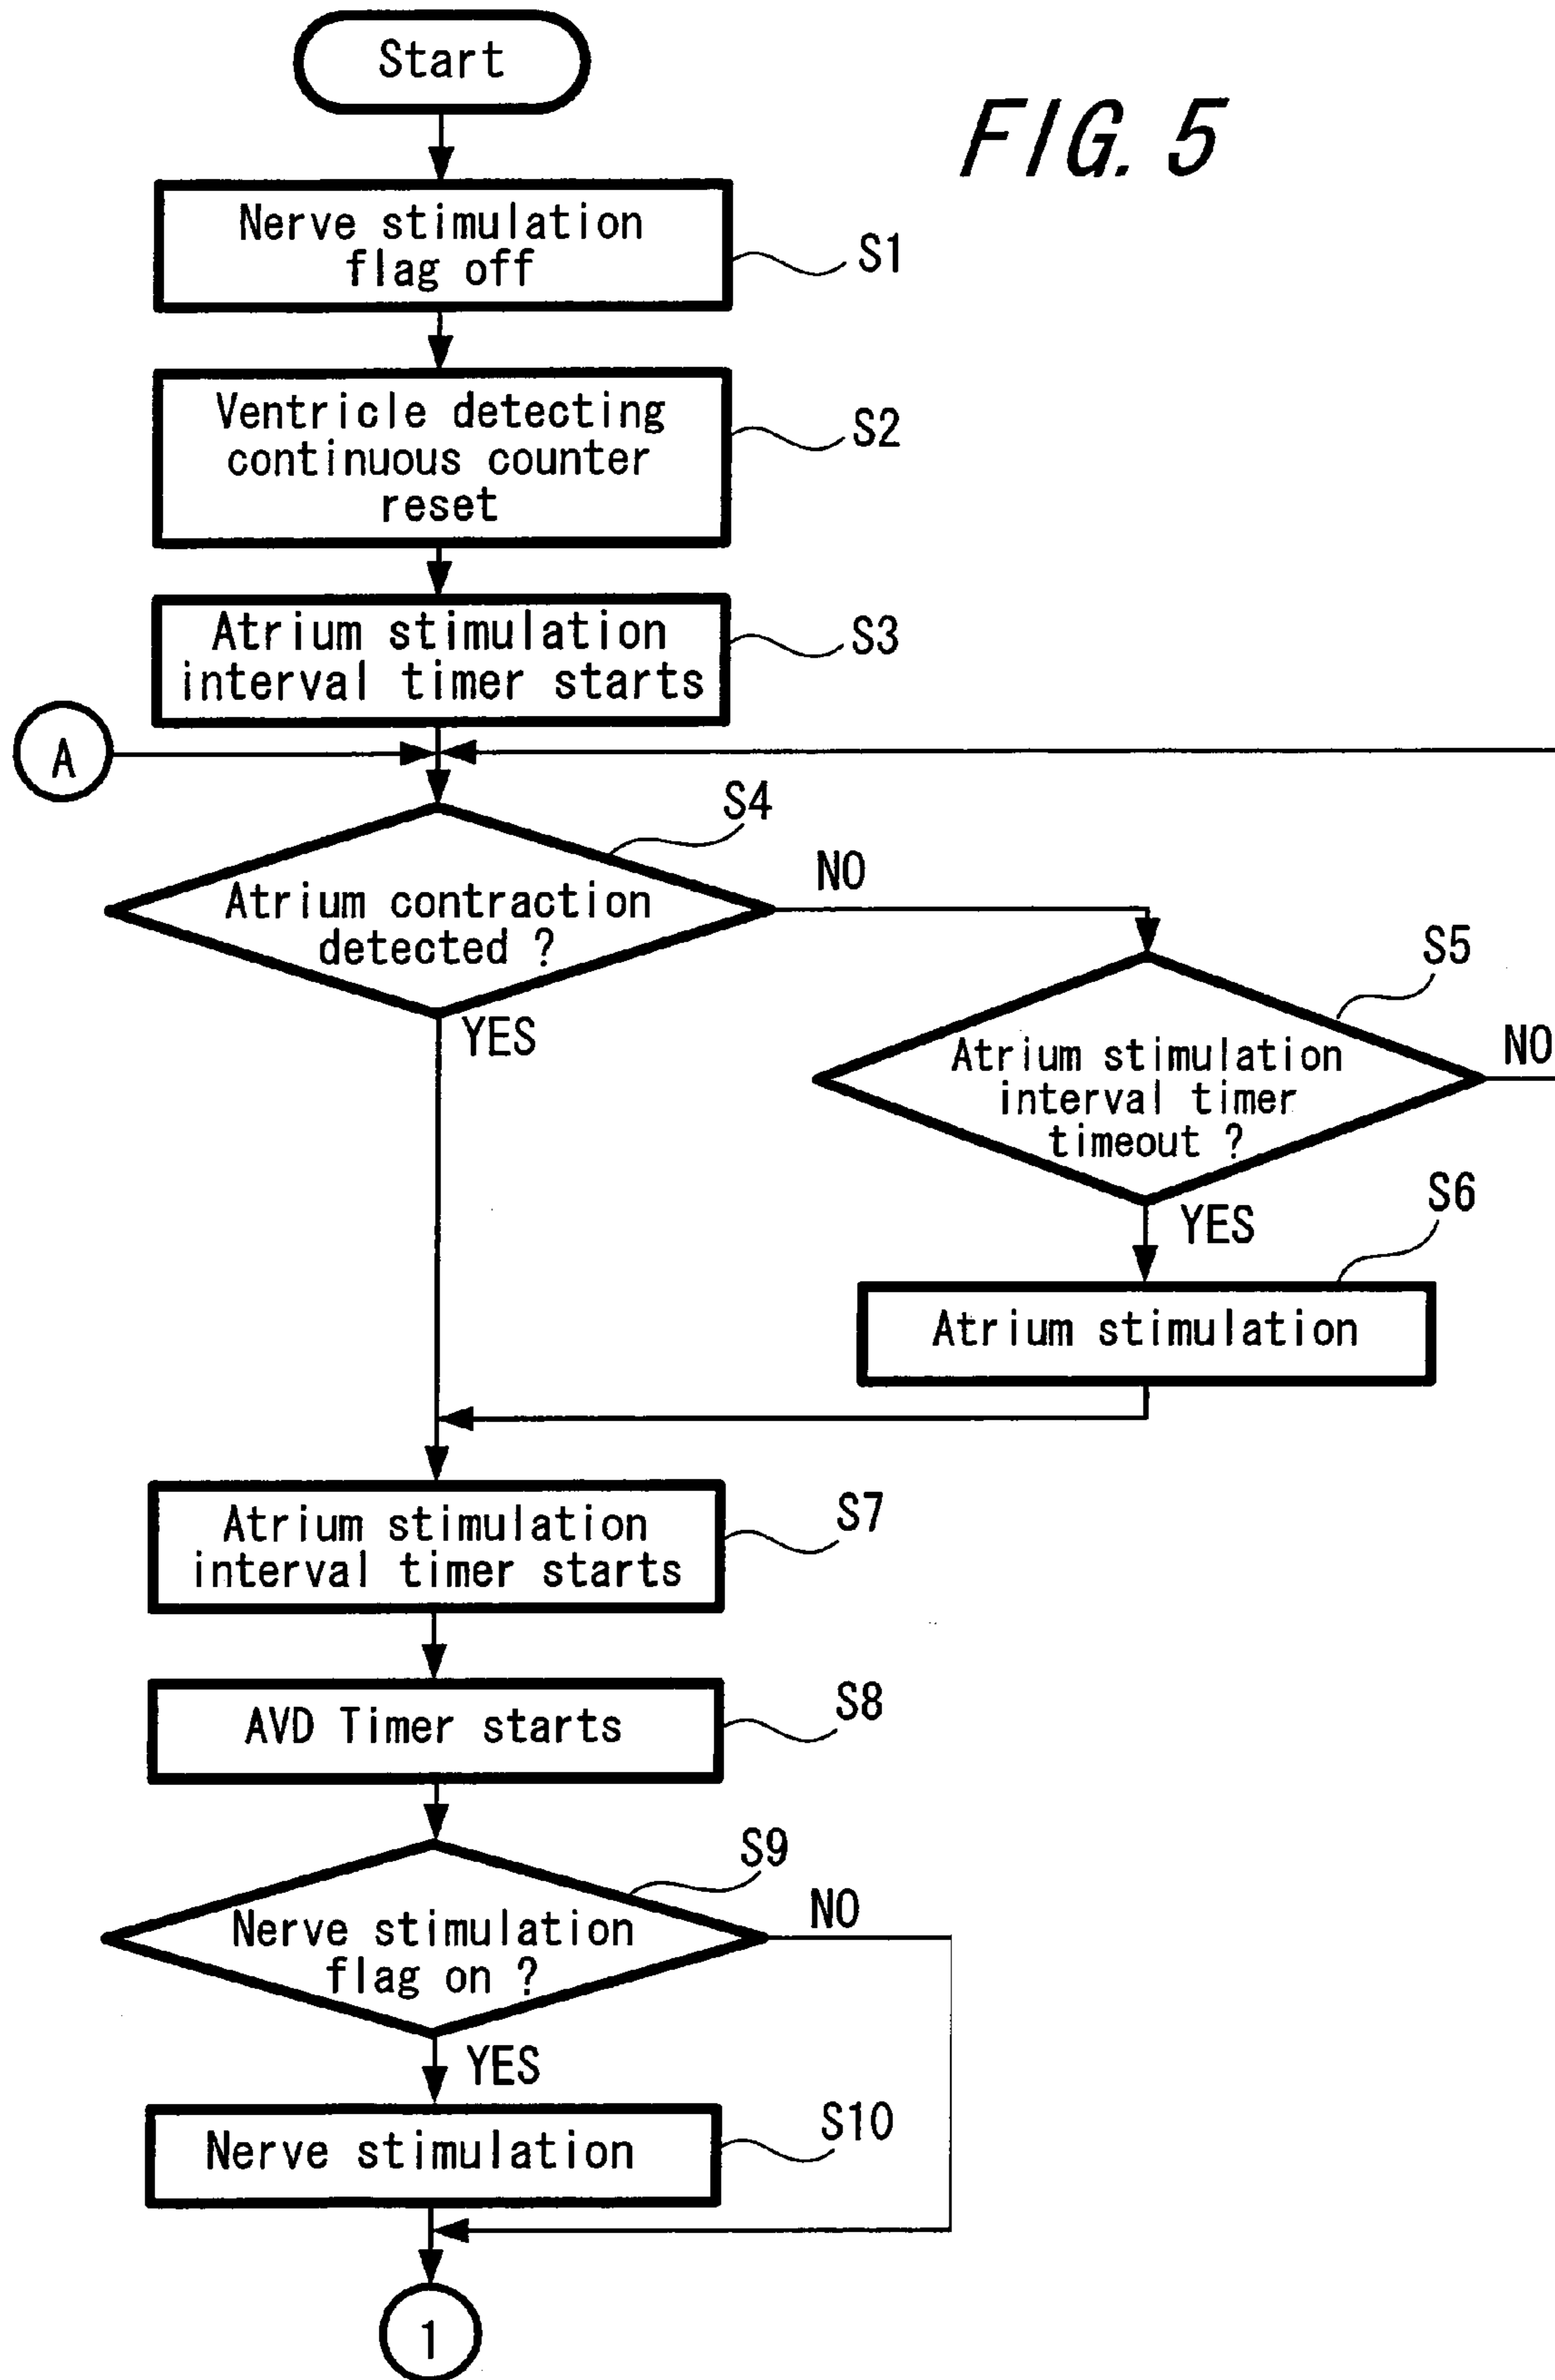 Start
FIG. 5
Nerve stimulation
flag off
S1
Ventricle detecting
continuous counter
reset
S2
Atrium stimulation
interval timer starts
S3
A
S4
Atrium contraction
detected ?
NO
YES
S5
Atrium stimulation
interval timer
timeout ?
NO
YES
S6
Atrium stimulation
Atrium stimulation
interval timer starts
S7
AVD Timer starts
S8
S9
Nerve stimulation
flag on ?
NO
YES
Nerve stimulation
S10
1